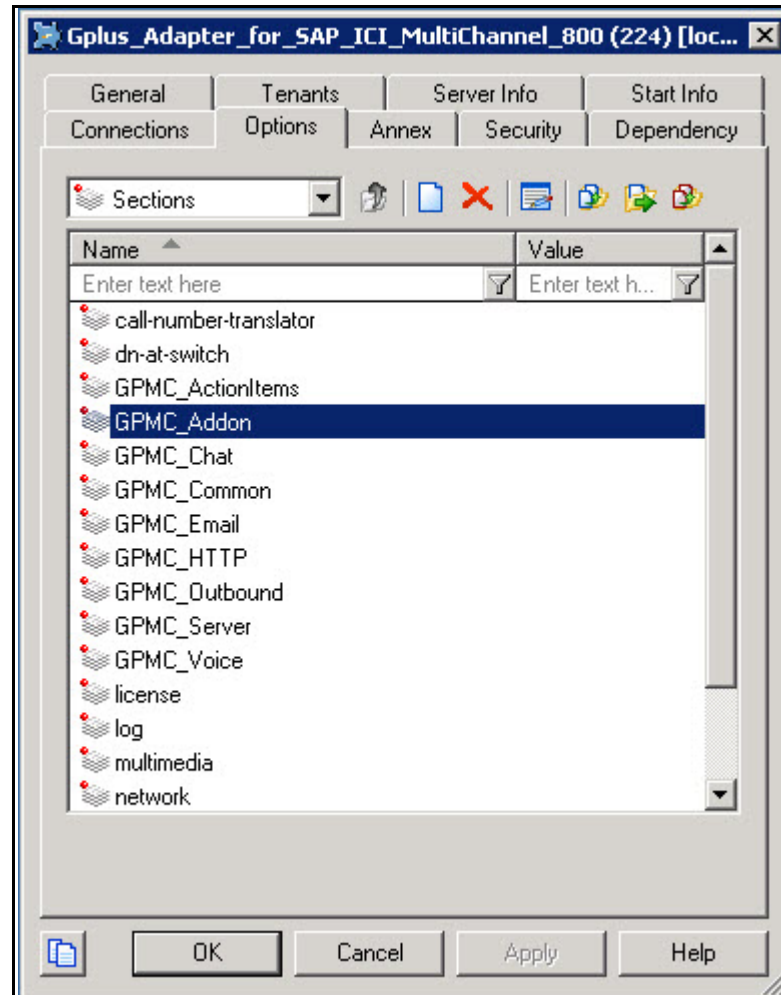 Gplus_Adapter_for_SAP_ICI_MultiChannel_800 (224) [loc...
General Tenants Server Info Start Info
Connections Options Annex Security Dependency
Sections
Name Value
Enter text here Enter text h...
call-number-translator
dn-at-switch
GPMC_ActionItems
GPMC_Addon
GPMC_Chat
GPMC_Common
GPMC_Email
GPMC_HTTP
GPMC_Outbound
GPMC_Server
GPMC_Voice
license
log
multimedia
network
OK Cancel Apply Help